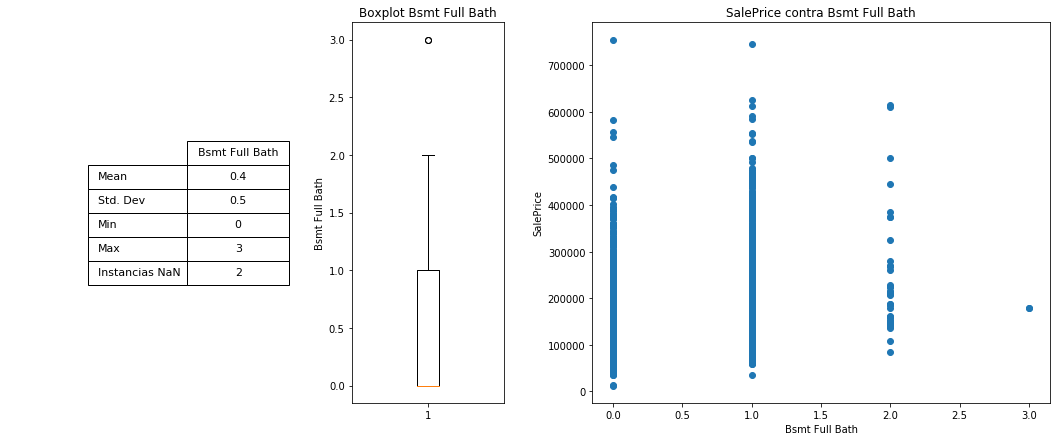 Bsmt Full Bath
Mean 0.4
Std. Dev 0.5
Min 0
Max 3
Instancias NaN 2
Boxplot Bsmt Full Bath
Bsmt Full Bath
3.0
2.5
2.0
1.5
1.0
0.5
0.0
1
SalePrice contra Bsmt Full Bath
SalePrice
700000
600000
500000
400000
300000
200000
100000
0
0.0 0.5 1.0 1.5 2.0 2.5 3.0
Bsmt Full Bath